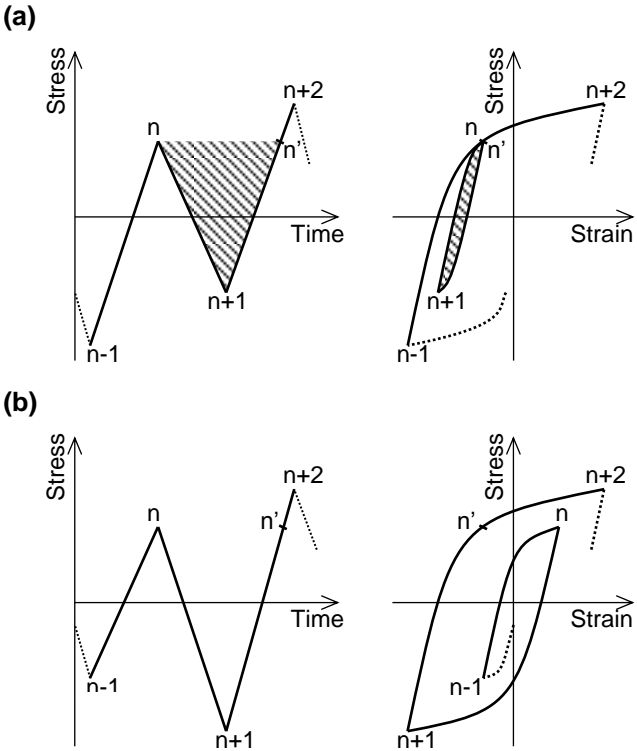 (a)
Stress
n
n'
n+2
Time
n+1
n-1
Stress
n+2
n
n'
Strain
n+1
n-1
(b)
Stress
n+2
n
n'
Time
n-1
n+1
Stress
n+2
n'
n
Strain
n-1
n+1